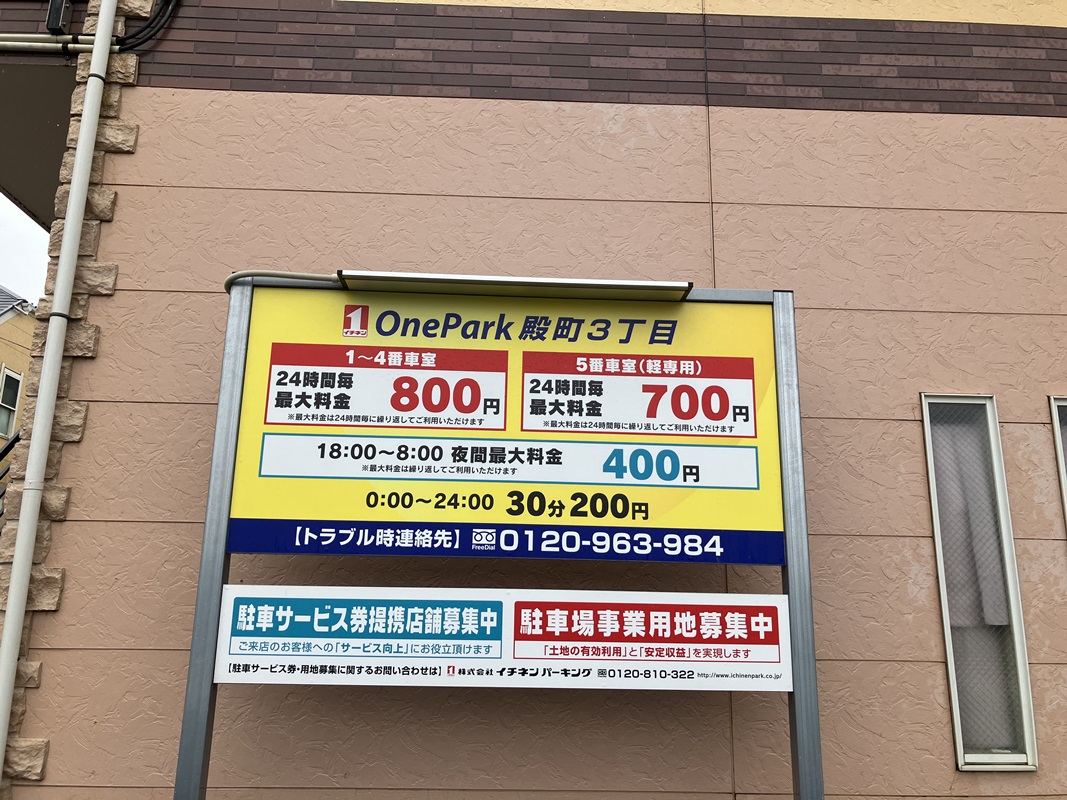 1 イチネン OnePark 殿町3丁目
1〜4番車室
24時間毎
最大料金 800円
※最大料金は24時間毎に繰り返してご利用いただけます
5番車室(軽専用)
24時間毎
最大料金 700円
※最大料金は24時間毎に繰り返してご利用いただけます
18:00〜8:00 夜間最大料金 400円
※最大料金は繰り返してご利用いただけます
0:00〜24:00 30分200円
【トラブル時連絡先】 FreeDial 0120-963-984
駐車サービス券提携店舗募集中
ご来店のお客様への「サービス向上」にお役立頂けます
駐車場事業用地募集中
「土地の有効利用」と「安定収益」を実現します
【駐車サービス券・用地募集に関するお問い合わせは】 1 株式会社 イチネンパーキング 0120-810-322 http://www.ichinenpark.co.jp/